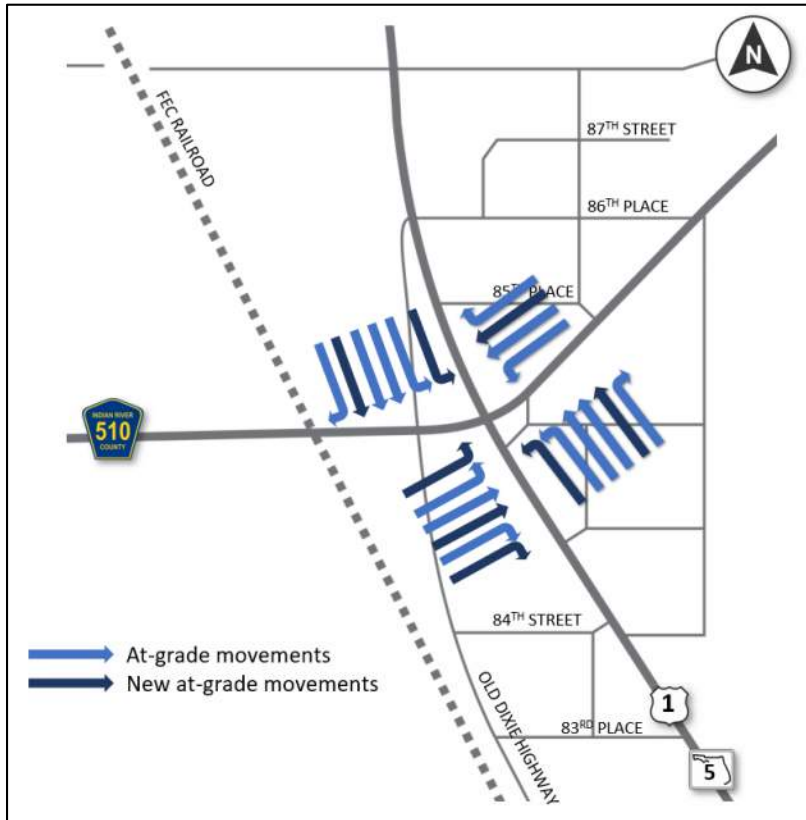 N
FEC RAILROAD
87TH STREET
86TH PLACE
85TH PLACE
INDIAN RIVER
510
COUNTY
84TH STREET
At-grade movements
New at-grade movements
OLD DIXIE HIGHWAY
1
83RD PLACE
5